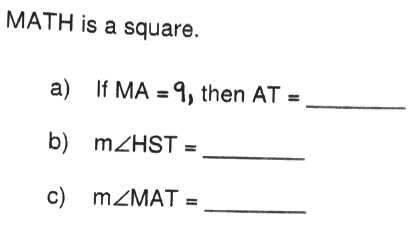 MATH is a square.
a) If MA = 9, then AT = ________
b) m∠HST = ________
c) m∠MAT = ________